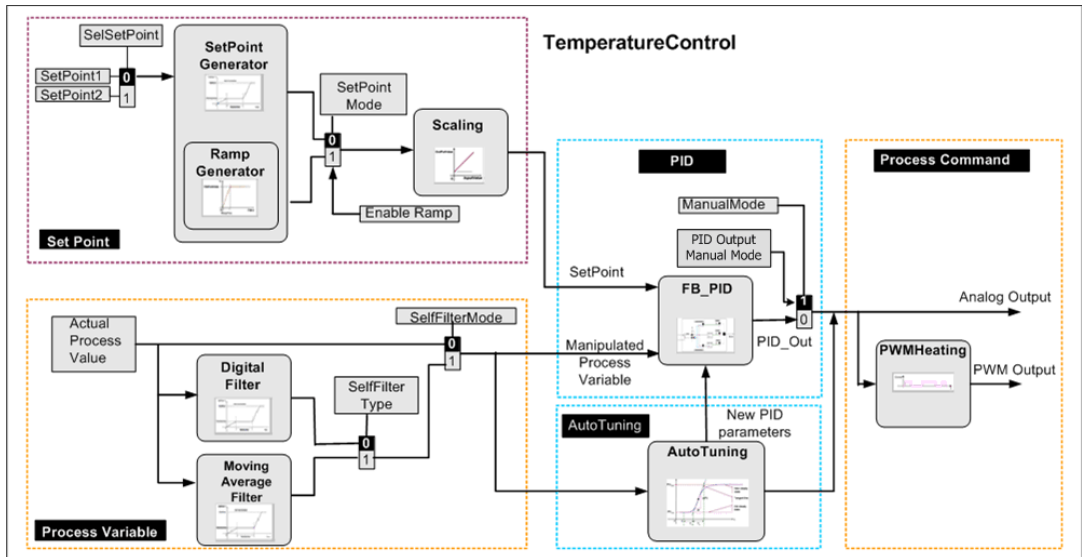 TemperatureControl
SelSetPoint
SetPoint1
SetPoint2
0
1
SetPoint
Generator
Ramp
Generator
SetPoint
Mode
0
1
Enable Ramp
Scaling
Set Point
PID
ManualMode
PID Output
Manual Mode
SetPoint
FB_PID
1
0
PID_Out
Manipulated
Process
Variable
Process Command
Analog Output
PWMHeating
PWM Output
Actual
Process
Value
SelfFilterMode
0
1
Digital
Filter
SelfFilter
Type
0
1
Moving
Average
Filter
Process Variable
AutoTuning
New PID
parameters
AutoTuning